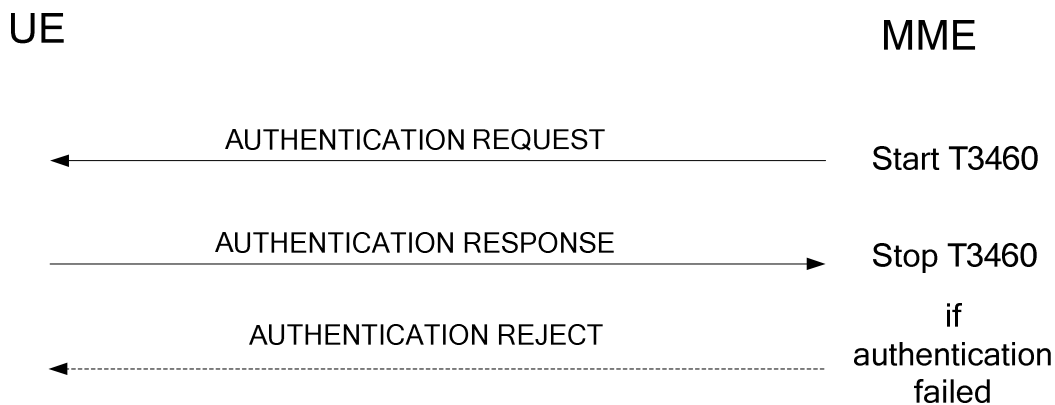 UE
MME
AUTHENTICATION REQUEST
Start T3460
AUTHENTICATION RESPONSE
Stop T3460
AUTHENTICATION REJECT
if
authentication
failed